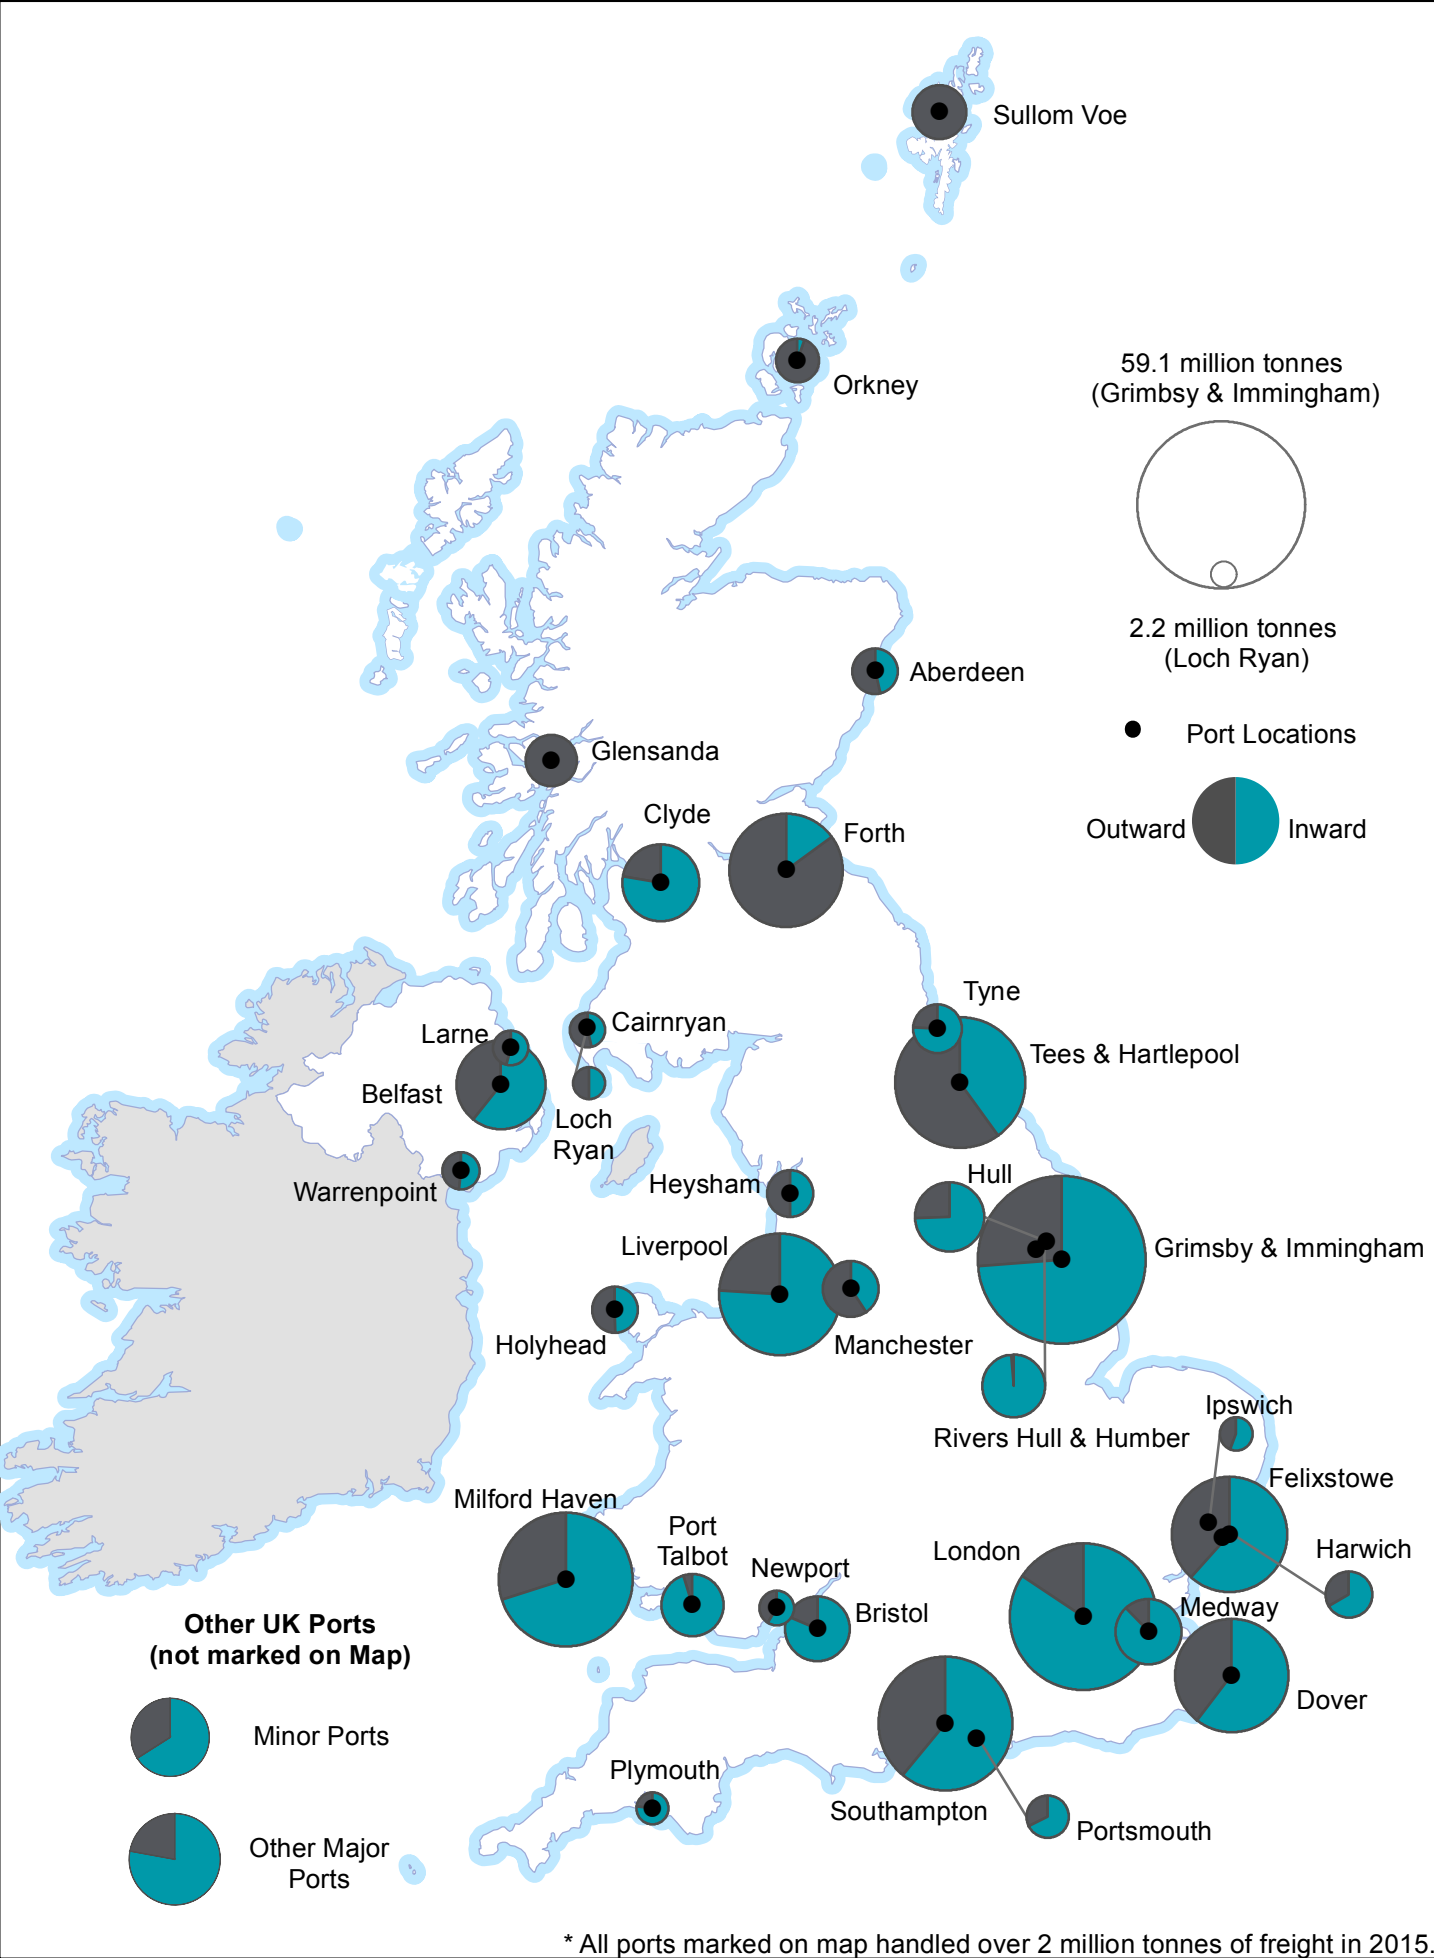 Sullom Voe
Orkney
59.1 million tonnes
(Grimbsy & Immingham)
2.2 million tonnes
(Loch Ryan)
Aberdeen
Port Locations
Glensanda
Clyde
Forth
Outward
Inward
Tyne
Cairnryan
Larne
Tees & Hartlepool
Belfast
Loch
Ryan
Hull
Heysham
Warrenpoint
Liverpool
Grimsby & Immingham
Holyhead
Manchester
Ipswich
Rivers Hull & Humber
Felixstowe
Milford Haven
Port
Talbot
London
Harwich
Newport
Medway
Bristol
Other UK Ports
(not marked on Map)
Dover
Minor Ports
Plymouth
Southampton
Portsmouth
Other Major
Ports
* All ports marked on map handled over 2 million tonnes of freight in 2015.